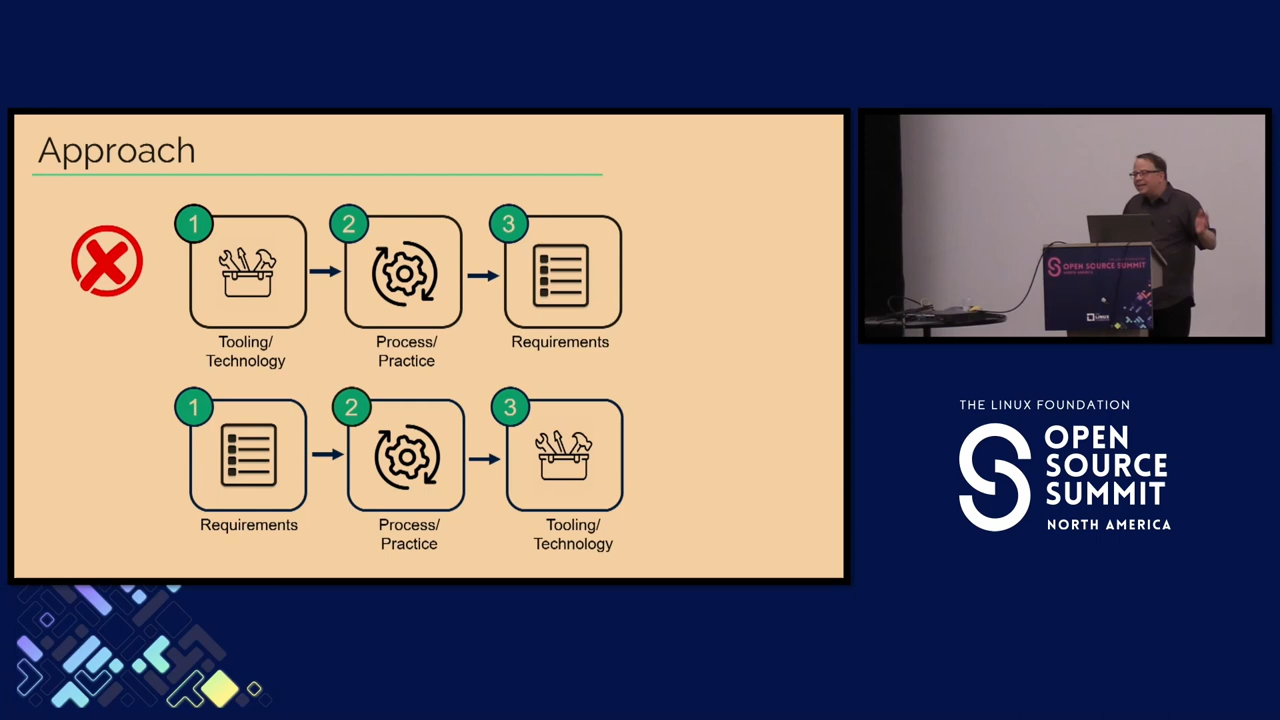 Approach
1
2
3
Tooling/
Technology
Process/
Practice
Requirements
1
2
3
Requirements
Process/
Practice
Tooling/
Technology
OPEN SOURCE SUMMIT
LINUX
THE LINUX FOUNDATION
OPEN
SOURCE
SUMMIT
NORTH AMERICA